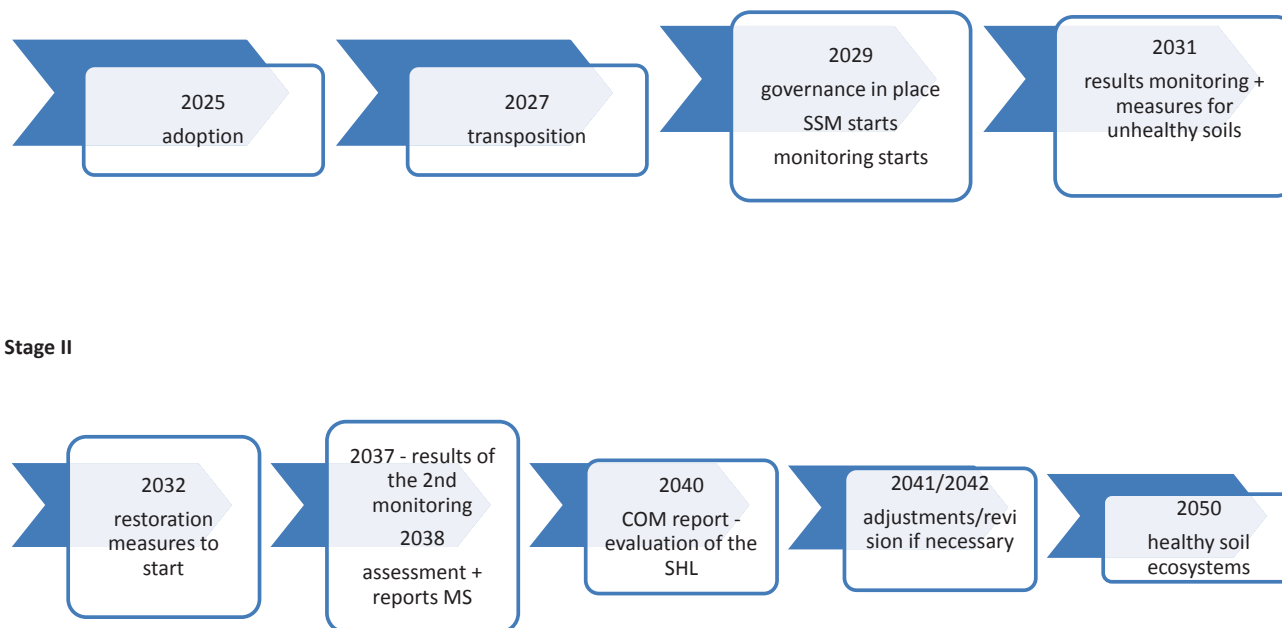 2025
adoption
2027
transposition
2029
governance in place
SSM starts
monitoring starts
2031
results monitoring +
measures for
unhealthy soils
Stage II
2032
restoration
measures to
start
2037 - results of
the 2nd
monitoring
2038
assessment +
reports MS
2040
COM report -
evaluation of the
SHL
2041/2042
adjustments/revi
sion if necessary
2050
healthy soil
ecosystems